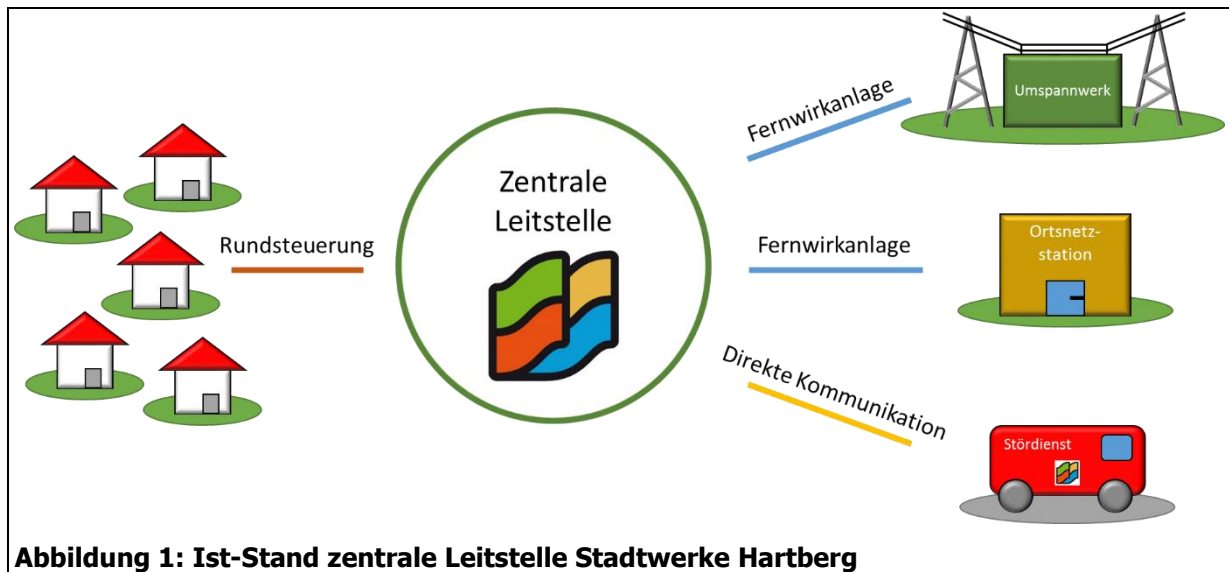 Rundsteuerung
Zentrale
Leitstelle
Fernwirkanlage
Umspannwerk
Fernwirkanlage
Ortsnetz-
station
Direkte Kommunikation
Stördienst
Abbildung 1: Ist-Stand zentrale Leitstelle Stadtwerke Hartberg